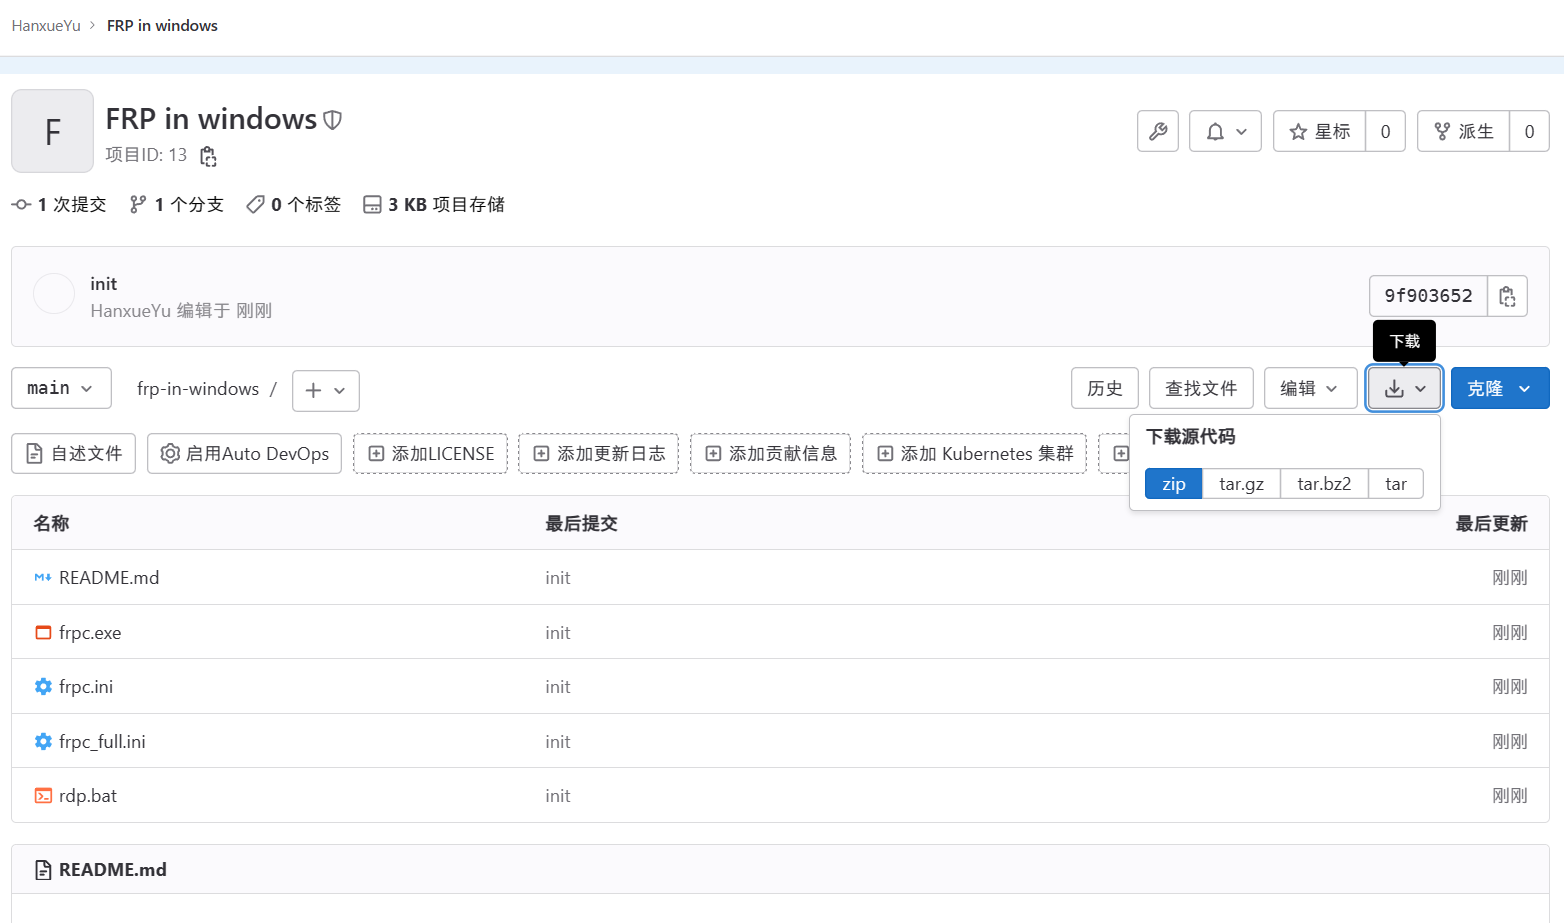 HanxueYu > FRP in windows
F
FRP in windows
项目ID: 13
星标 0
派生 0
1 次提交 1 个分支 0 个标签 3 KB 项目存储
init
HanxueYu 编辑于 刚刚
9f903652
下载
main
frp-in-windows /
历史 查找文件 编辑 克隆
下载源代码
自述文件 启用Auto DevOps 添加LICENSE 添加更新日志 添加贡献信息 添加 Kubernetes 集群
zip tar.gz tar.bz2 tar
名称 最后提交 最后更新
README.md init 刚刚
frpc.exe init 刚刚
frpc.ini init 刚刚
frpc_full.ini init 刚刚
rdp.bat init 刚刚
README.md